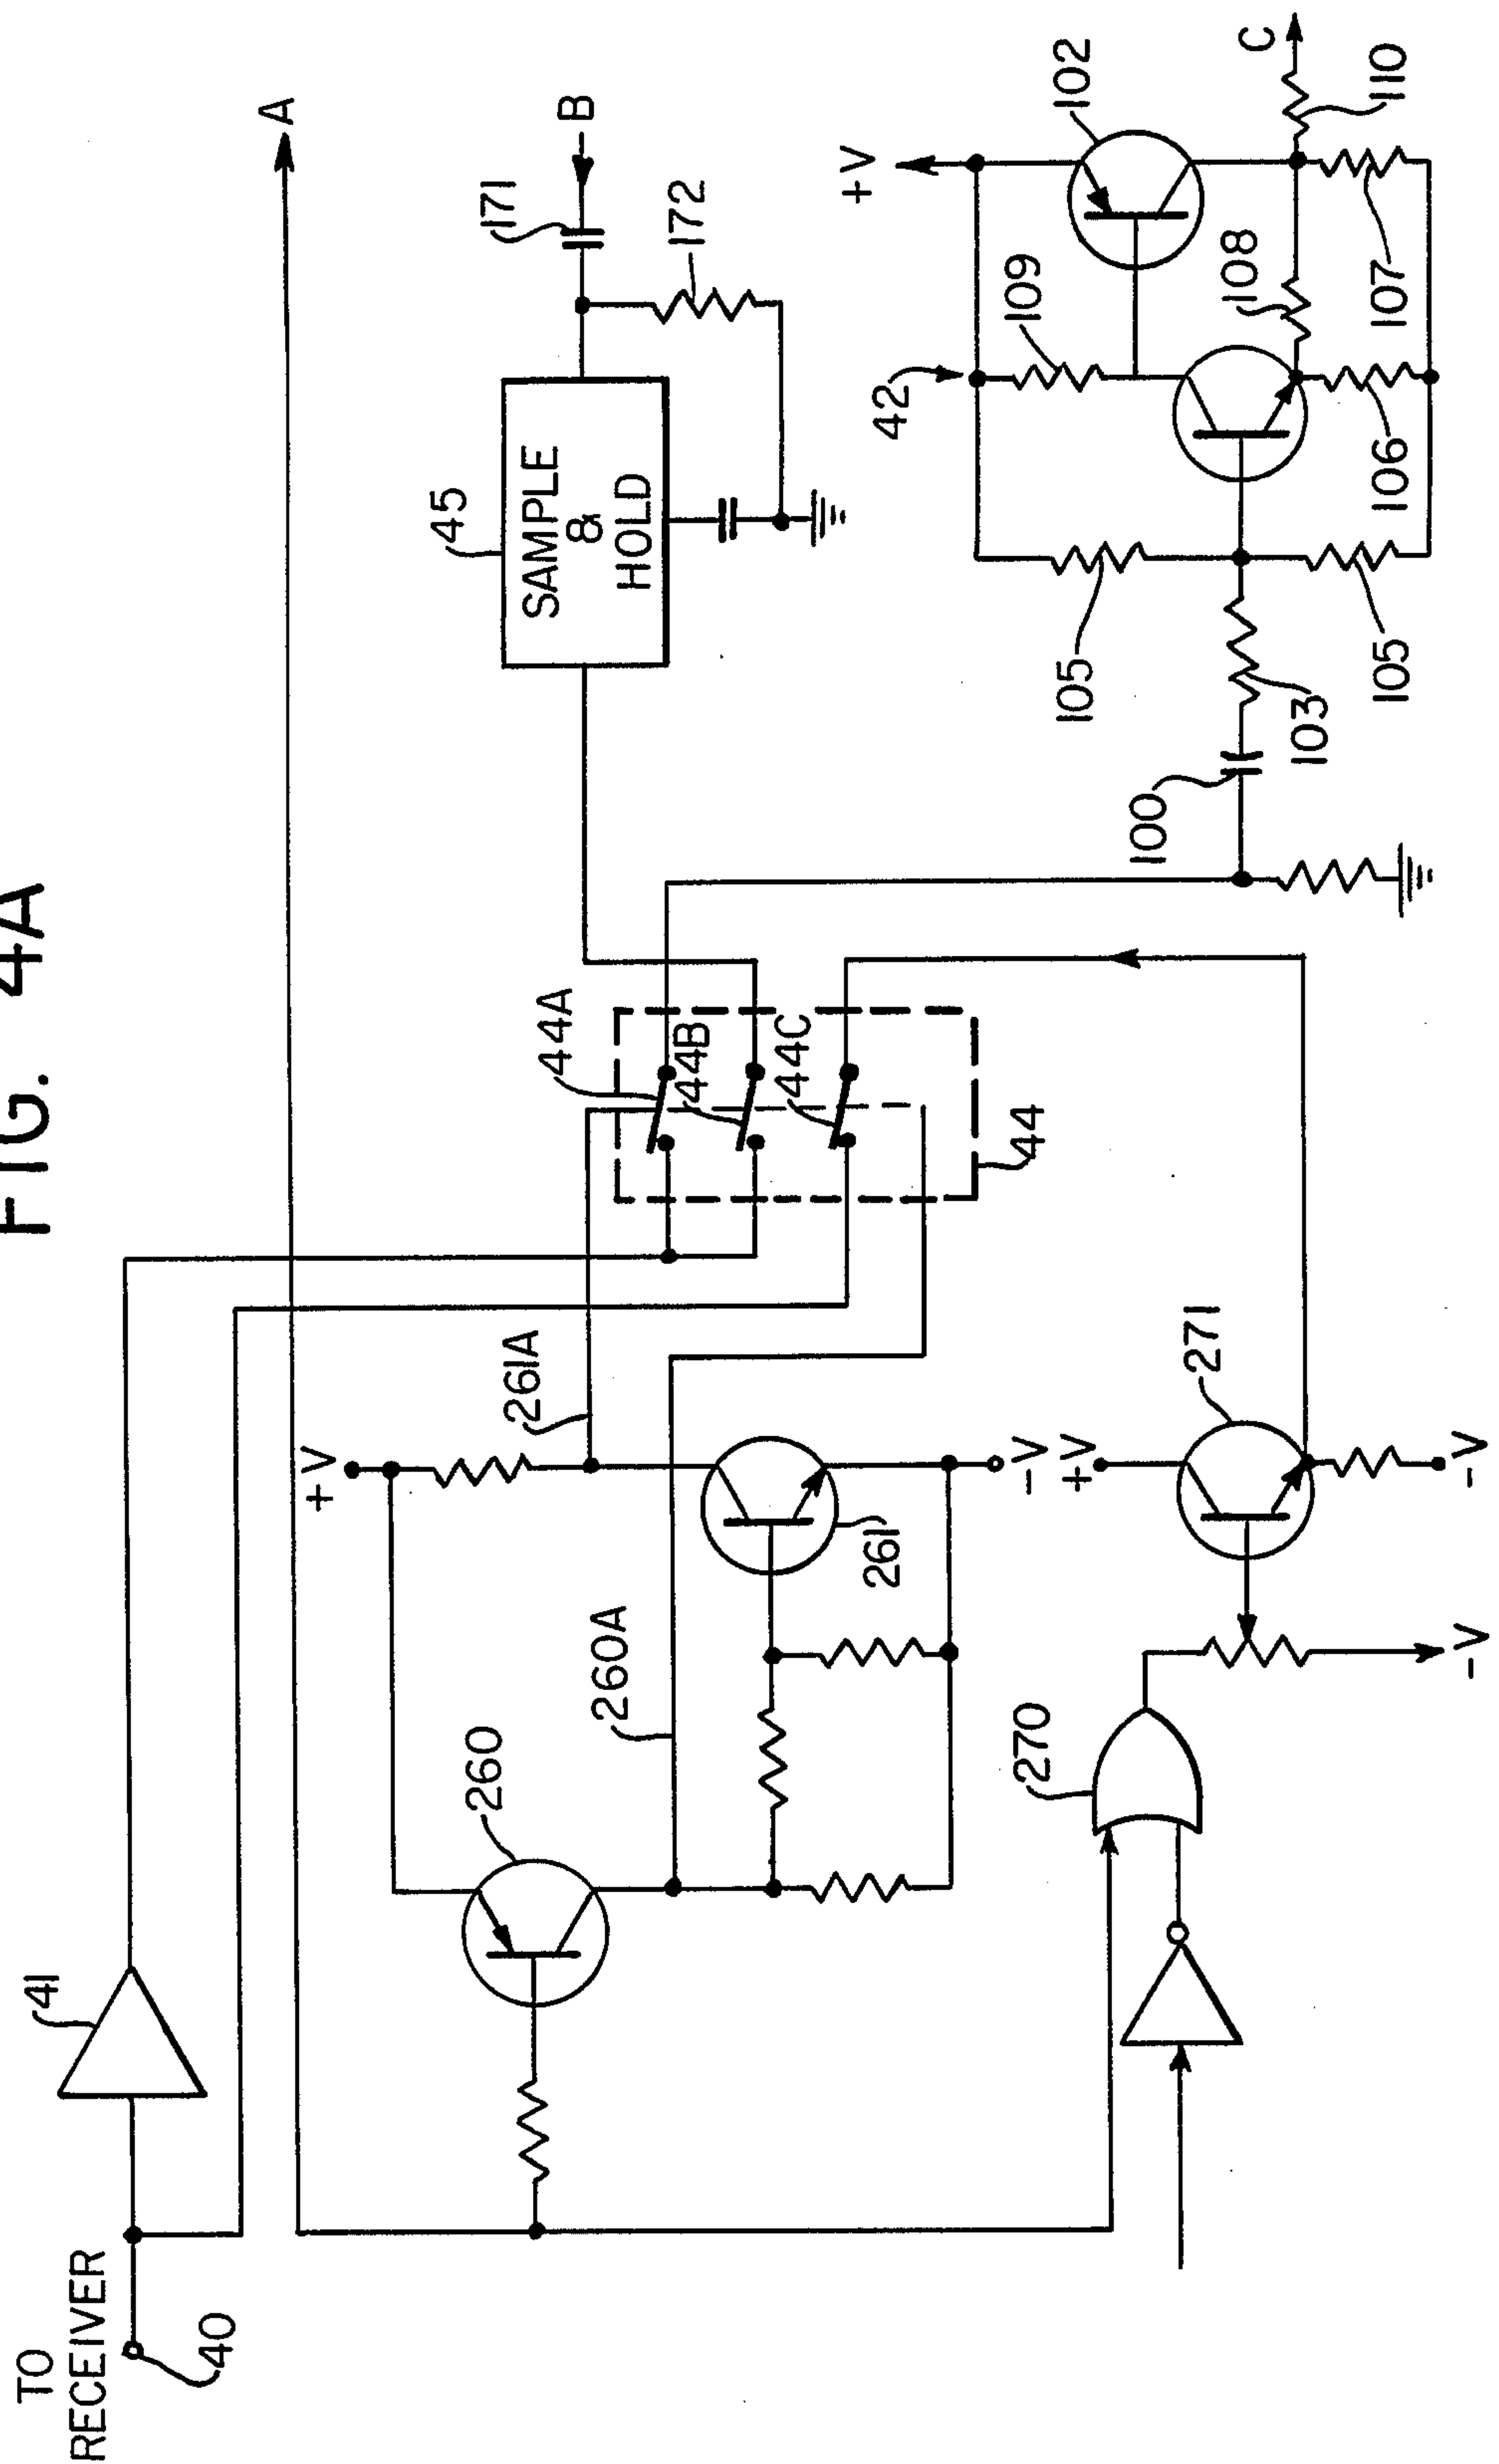 FIG. 4A
TO
RECEIVER
40
41
A
260
260A
+V
261A
261
-V
270
+V
271
-V
-V
44A
44B
44C
44
45
SAMPLE
&
HOLD
171
B
172
100
103
105
105
42
109
108
106
107
+V
102
C
110